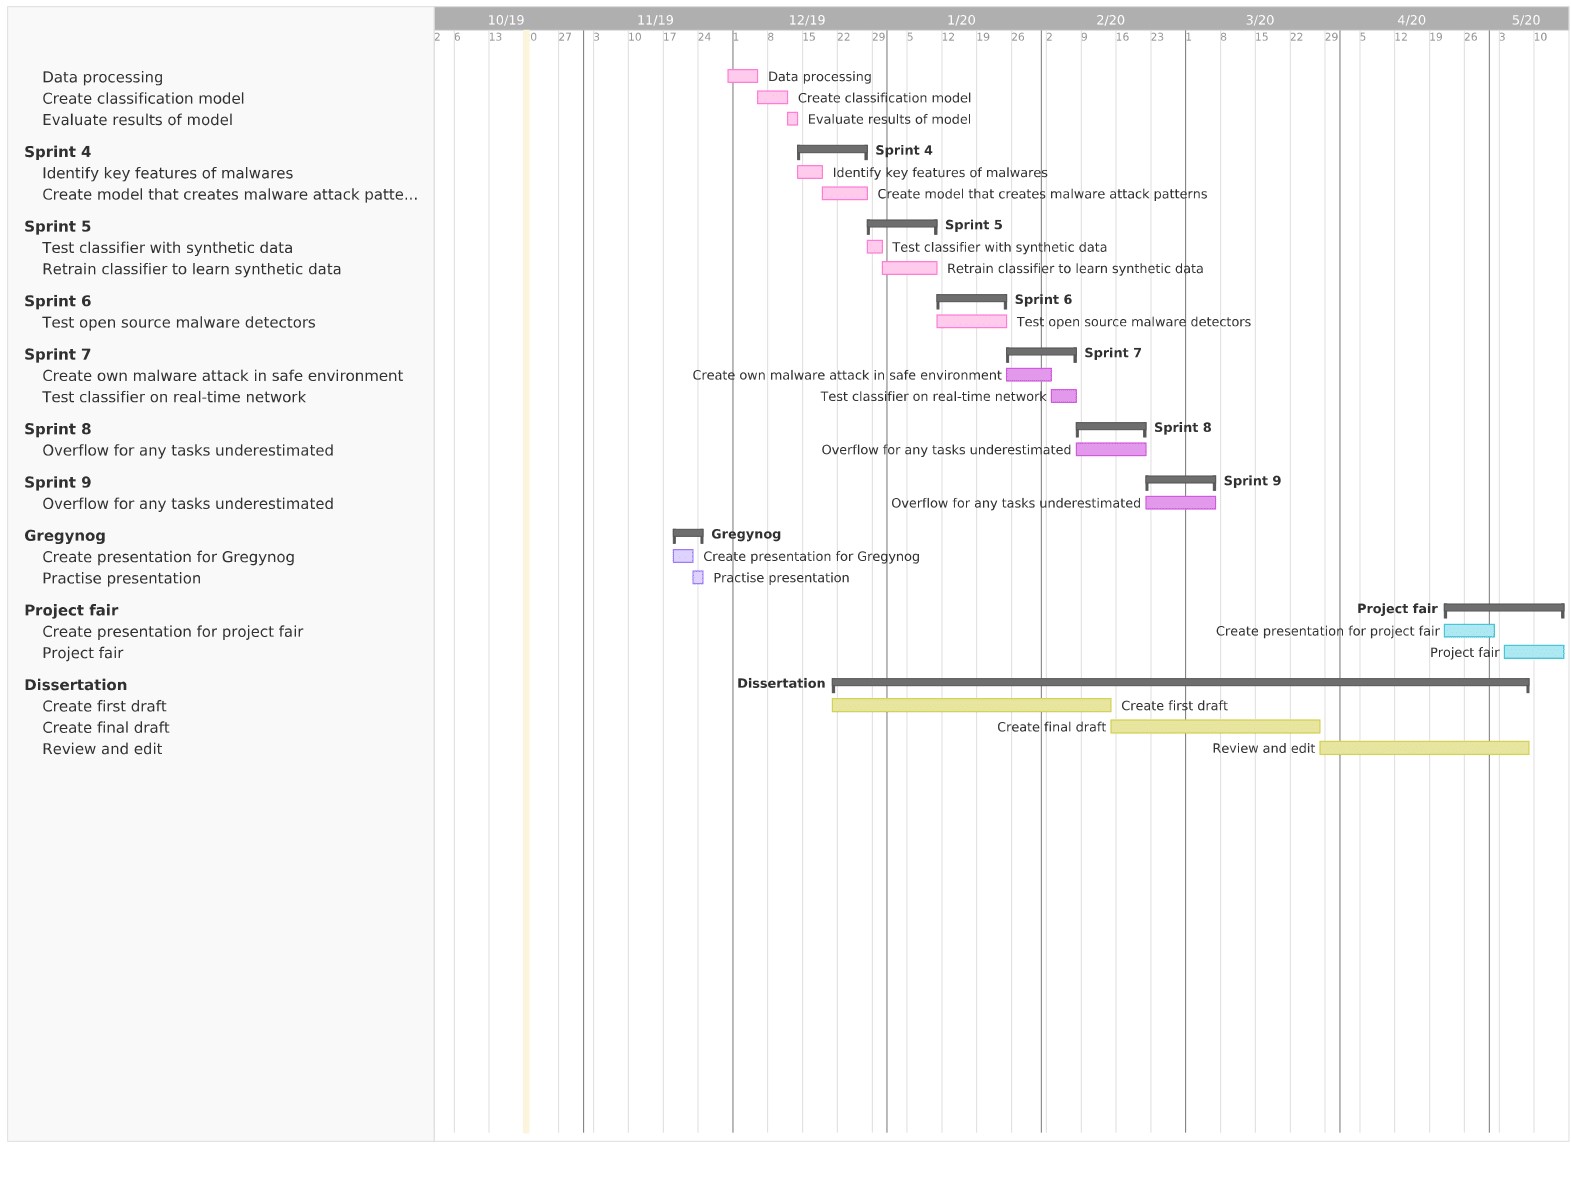 10/19 11/19 12/19 1/20 2/20 3/20 4/20 5/20
2 6 13 0 27 3 10 17 24 1 8 15 22 29 5 12 19 26 2 9 16 23 1 8 15 22 29 5 12 19 26 3 10
Data processing Data processing
Create classification model Create classification model
Evaluate results of model Evaluate results of model
Sprint 4 Sprint 4
Identify key features of malwares Identify key features of malwares
Create model that creates malware attack patte... Create model that creates malware attack patterns
Sprint 5 Sprint 5
Test classifier with synthetic data Test classifier with synthetic data
Retrain classifier to learn synthetic data Retrain classifier to learn synthetic data
Sprint 6 Sprint 6
Test open source malware detectors Test open source malware detectors
Sprint 7 Sprint 7
Create own malware attack in safe environment Create own malware attack in safe environment
Test classifier on real-time network Test classifier on real-time network
Sprint 8 Sprint 8
Overflow for any tasks underestimated Overflow for any tasks underestimated
Sprint 9 Sprint 9
Overflow for any tasks underestimated Overflow for any tasks underestimated
Gregynog Gregynog
Create presentation for Gregynog Create presentation for Gregynog
Practise presentation Practise presentation
Project fair Project fair
Create presentation for project fair Create presentation for project fair
Project fair Project fair
Dissertation Dissertation
Create first draft Create first draft
Create final draft Create final draft
Review and edit Review and edit